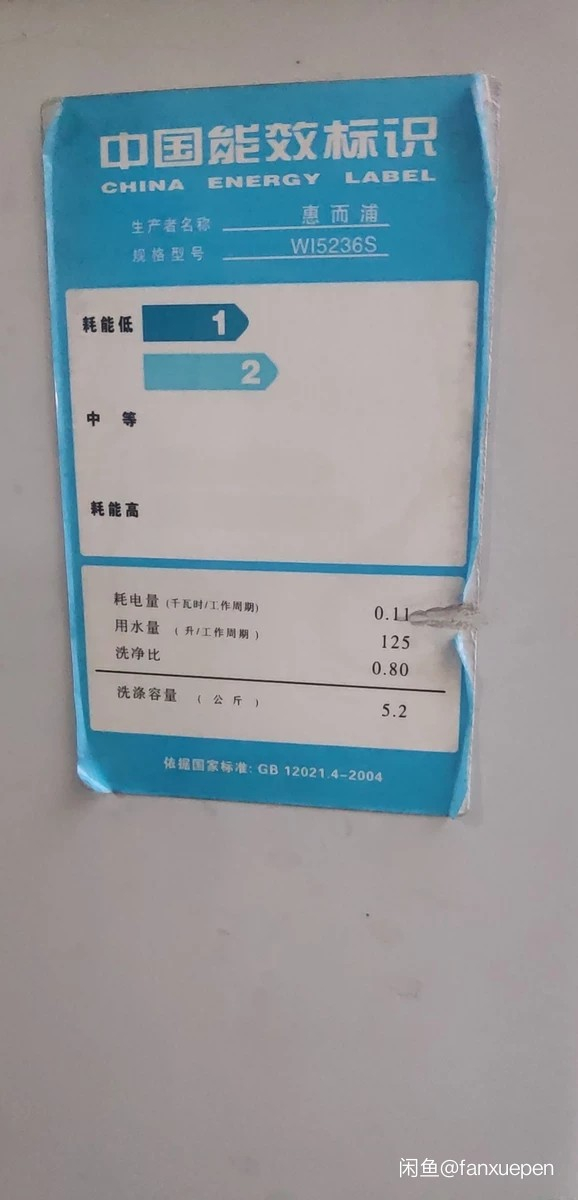 中国能效标识
CHINA ENERGY LABEL
生产者名称 惠而浦
规格型号 WI5236S
耗能低 1
2
中等
耗能高
耗电量 (千瓦时/工作周期) 0.11
用水量 (升/工作周期) 125
洗净比 0.80
洗涤容量 (公斤) 5.2
依据国家标准: GB 12021.4-2004
闲鱼@fanxuepen